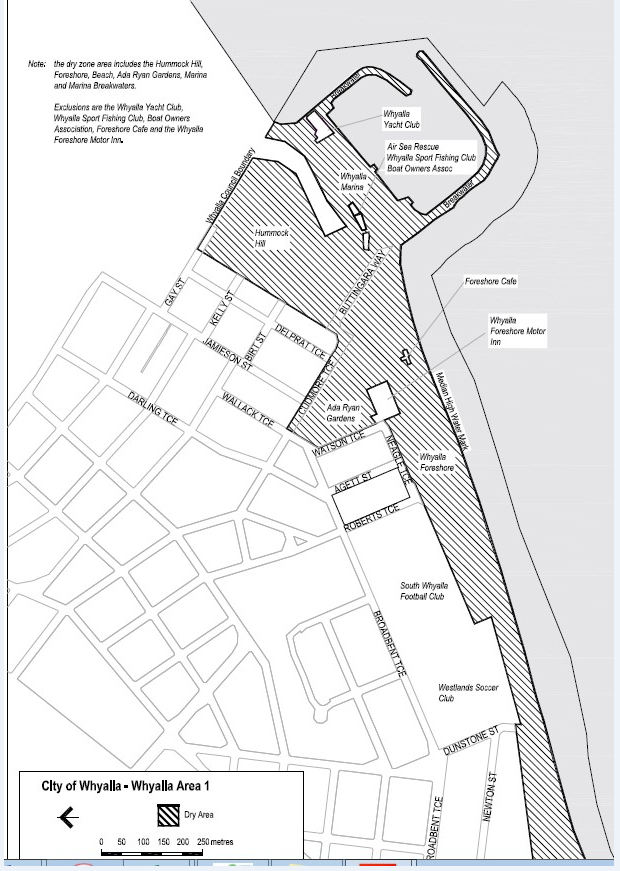 Note: the dry zone area includes the Hummock Hill,
Foreshore, Beach, Ada Ryan Gardens, Marina
and Marina Breakwaters.
Exclusions are the Whyalla Yacht Club,
Whyalla Sport Fishing Club, Boat Owners
Association, Foreshore Cafe and the Whyalla
Foreshore Motor Inn.
Breakwater
Whyalla
Yacht Club
Air Sea Rescue
Whyalla Sport Fishing Club
Boat Owners Assoc
Whyalla
Marina
Breakwater
Whyalla Council Boundary
Hummock
Hill
BUTTINGARA WAY
Foreshore Cafe
GAY ST
KELLY ST
BIRT ST
DELPRAT TCE
JAMIESON ST
Whyalla
Foreshore Motor
Inn
CUDMORE TCE
DARLING TCE
WALLACK TCE
Ada Ryan
Gardens
Median High Water Mark
WATSON TCE
NEAGLE TCE
Whyalla
Foreshore
AGETT ST
ROBERTS TCE
South Whyalla
Football Club
BROADBENT TCE
Westlands Soccer
Club
DUNSTONE ST
NEWTON ST
ROADBENT TCE
City of Whyalla - Whyalla Area 1
Dry Area
0 50 100 150 200 250 metres